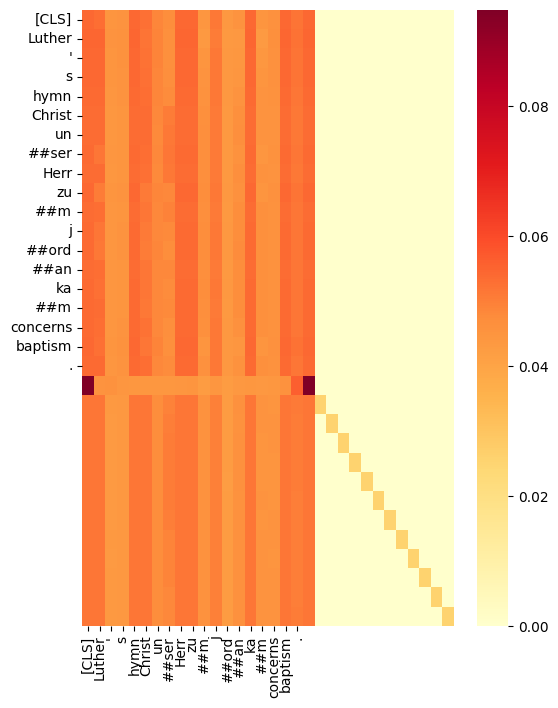 [CLS]
Luther
'
s
hymn
Christ
un
##ser
Herr
zu
##m
j
##ord
##an
ka
##m
concerns
baptism
.
0.08
0.06
0.04
0.02
0.00
[CLS]
Luther
'
s
hymn
Christ
un
##ser
Herr
zu
##m
j
##ord
##an
ka
##m
concerns
baptism
.